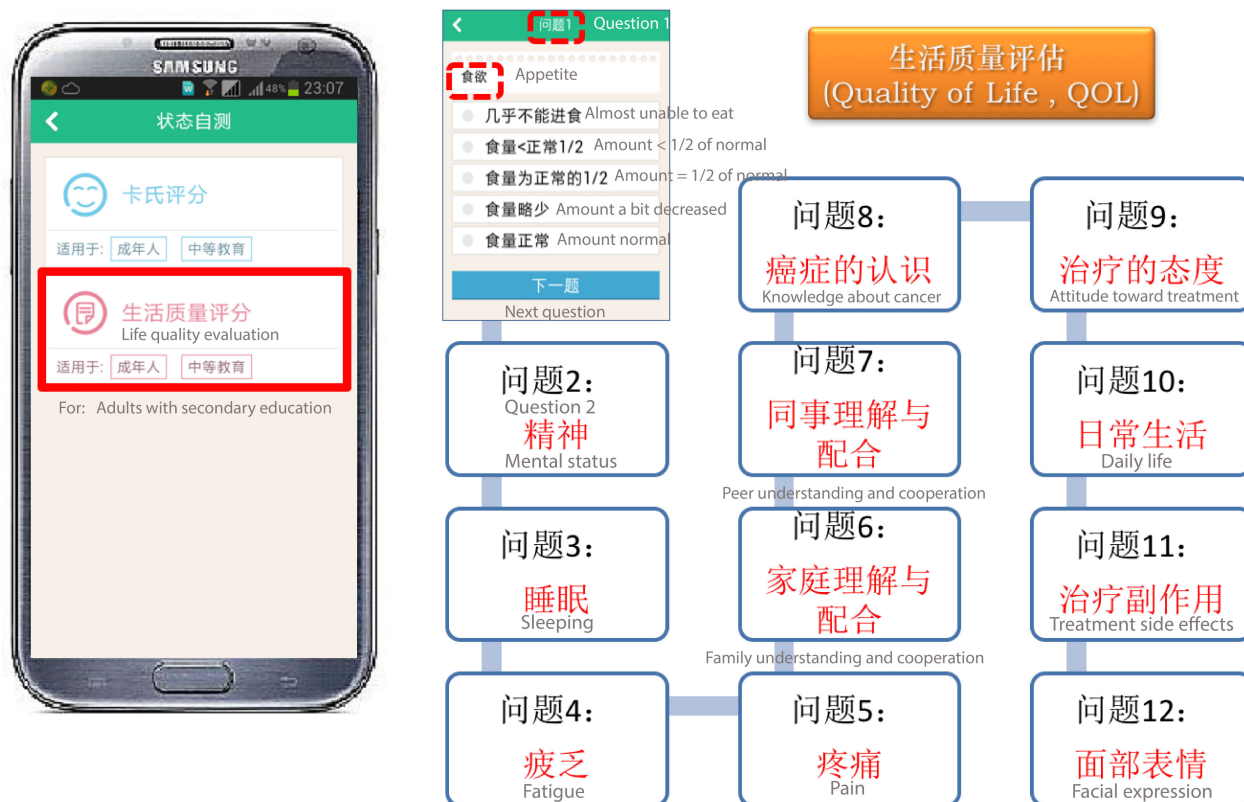 SAMSUNG
48% 23:07
状态自测
卡氏评分
适用于: 成年人 中等教育
生活质量评分
Life quality evaluation
适用于: 成年人 中等教育
For: Adults with secondary education
问题1 Question 1
食欲 Appetite
几乎不能进食 Almost unable to eat
食量<正常1/2 Amount < 1/2 of normal
食量为正常的1/2 Amount = 1/2 of normal
食量略少 Amount a bit decreased
食量正常 Amount normal
下一题
Next question
生活质量评估
(Quality of Life , QOL)
问题2:
Question 2
精神
Mental status
问题3:
睡眠
Sleeping
问题4:
疲乏
Fatigue
问题5:
疼痛
Pain
问题6:
家庭理解与
配合
Family understanding and cooperation
问题7:
同事理解与
配合
Peer understanding and cooperation
问题8:
癌症的认识
Knowledge about cancer
问题9:
治疗的态度
Attitude toward treatment
问题10:
日常生活
Daily life
问题11:
治疗副作用
Treatment side effects
问题12:
面部表情
Facial expression